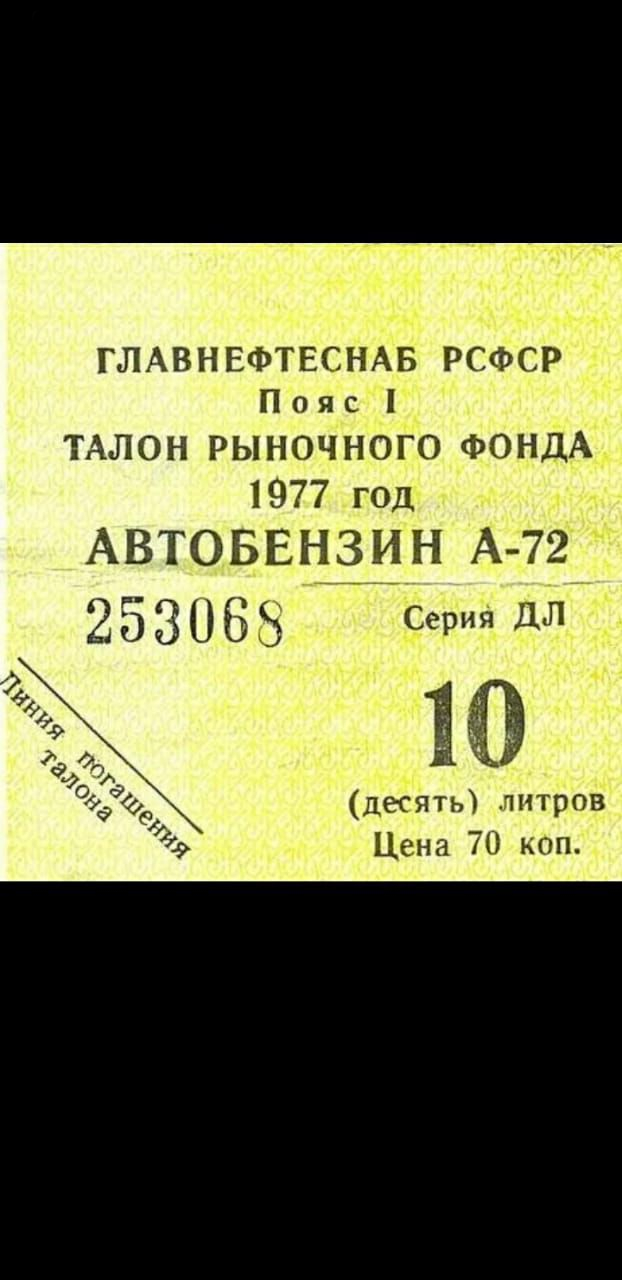 ГЛАВНЕФТЕСНАБ РСФСР
Пояс I
ТАЛОН РЫНОЧНОГО ФОНДА
1977 год
АВТОБЕНЗИН А-72
253068 Серия ДЛ
Линия погашения
талона
10
(десять) литров
Цена 70 коп.